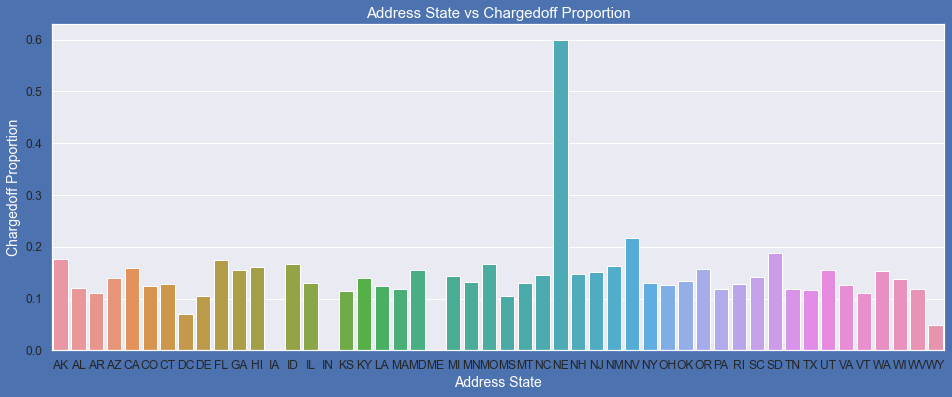 Address State vs Chargedoff Proportion
Chargedoff Proportion
0.6
0.5
0.4
0.3
0.2
0.1
0.0
AK AL AR AZ CA CO CT DC DE FL GA HI IA ID IL IN KS KY LA MA MD ME MI MN MO MS MT NC NE NH NJ NM NV NY OH OK OR PA RI SC SD TN TX UT VA VT WA WI WV WY
Address State